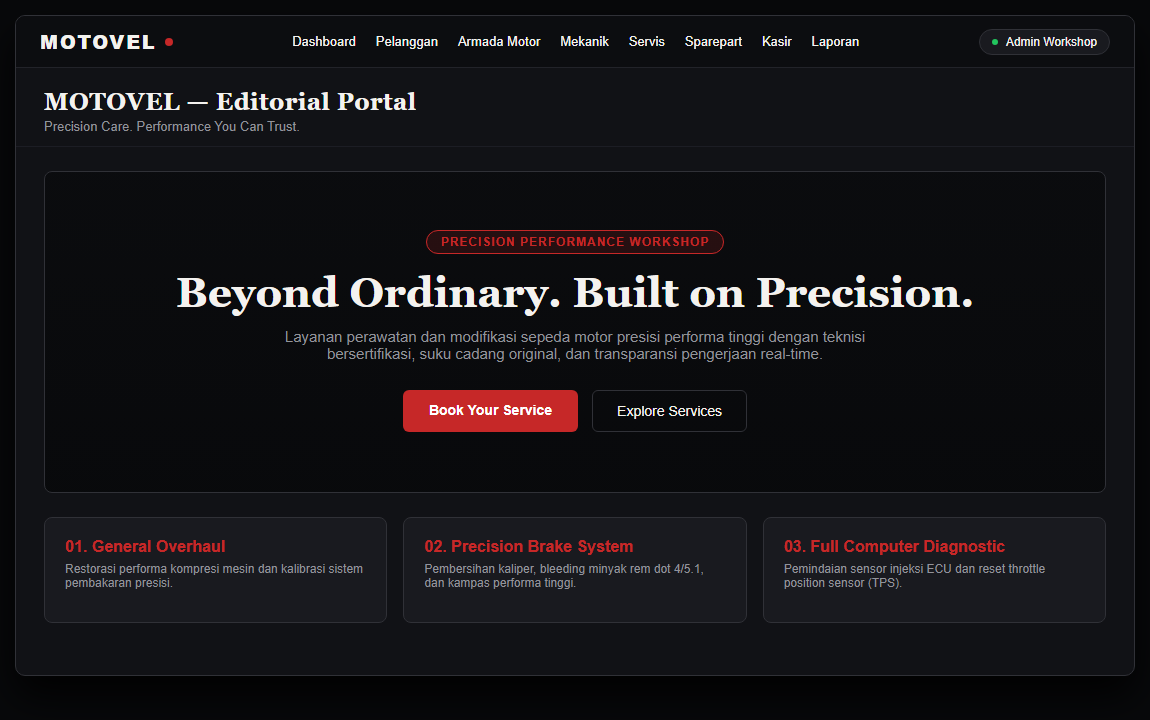 MOTOVEL
Dashboard Pelanggan Armada Motor Mekanik Servis Sparepart Kasir Laporan
Admin Workshop
MOTOVEL — Editorial Portal
Precision Care. Performance You Can Trust.
PRECISION PERFORMANCE WORKSHOP
Beyond Ordinary. Built on Precision.
Layanan perawatan dan modifikasi sepeda motor presisi performa tinggi dengan teknisi
bersertifikasi, suku cadang original, dan transparansi pengerjaan real-time.
Book Your Service
Explore Services
01. General Overhaul
Restorasi performa kompresi mesin dan kalibrasi sistem
pembakaran presisi.
02. Precision Brake System
Pembersihan kaliper, bleeding minyak rem dot 4/5.1,
dan kampas performa tinggi.
03. Full Computer Diagnostic
Pemindaian sensor injeksi ECU dan reset throttle
position sensor (TPS).